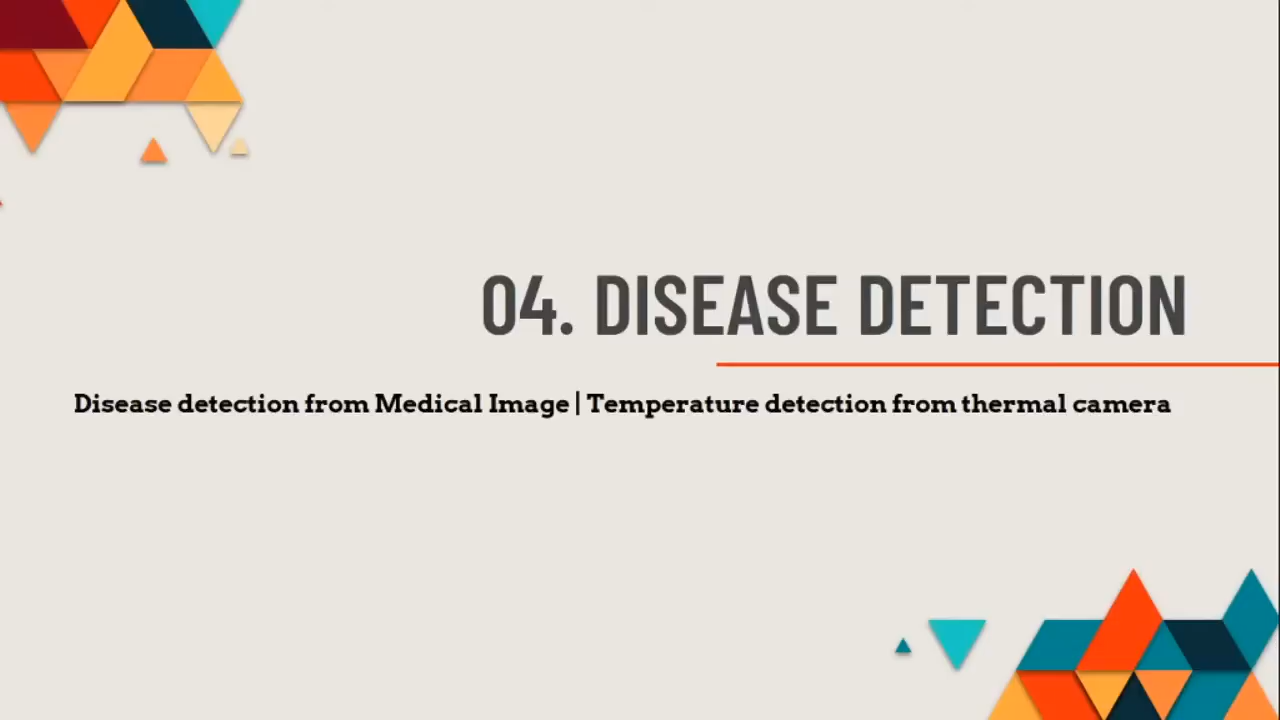 04. DISEASE DETECTION
Disease detection from Medical Image | Temperature detection from thermal camera